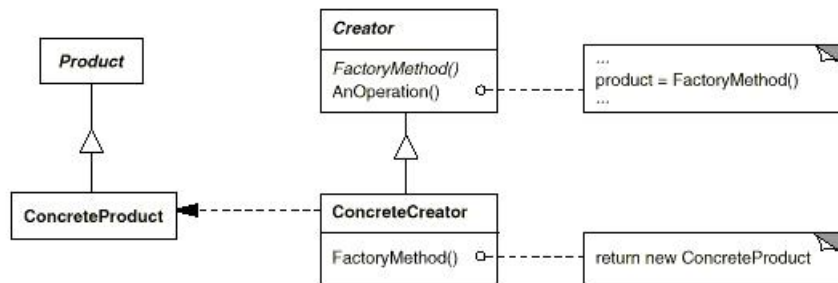 Creator
Product
FactoryMethod()
AnOperation()
...
product = FactoryMethod()
...
ConcreteProduct
ConcreteCreator
FactoryMethod()
return new ConcreteProduct